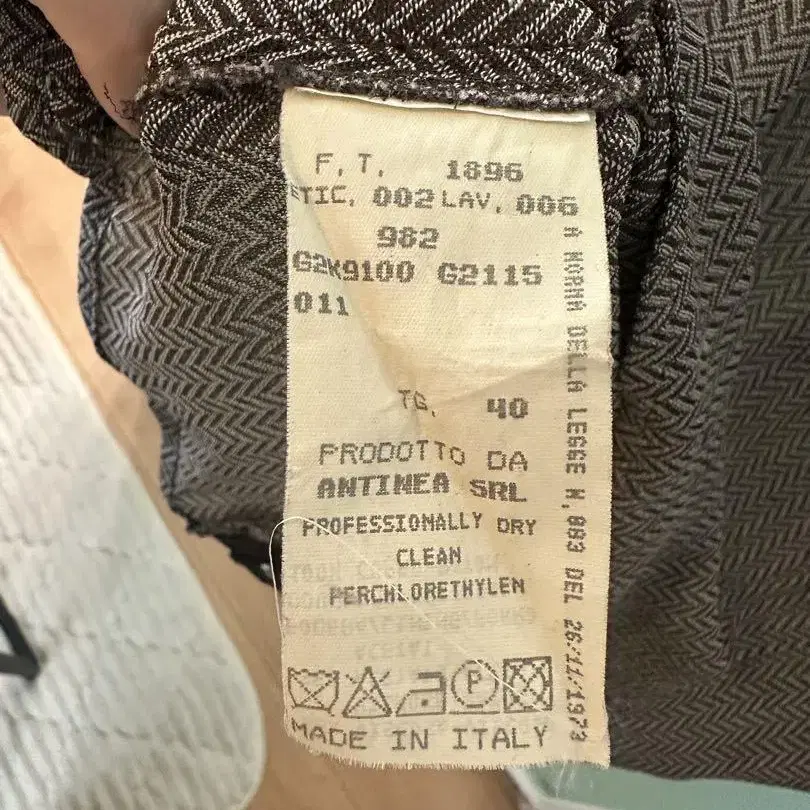 F.T. 1896
ETIC. 002 LAV. 006
982
G2K9100 G2115
011
TG. 40
PRODOTTO DA
ANTINEA SRL
PROFESSIONALLY DRY
CLEAN
PERCHLORETHYLEN
P
MADE IN ITALY
A NORMA DELLA LEGGE N.883 DEL 26/11/1973